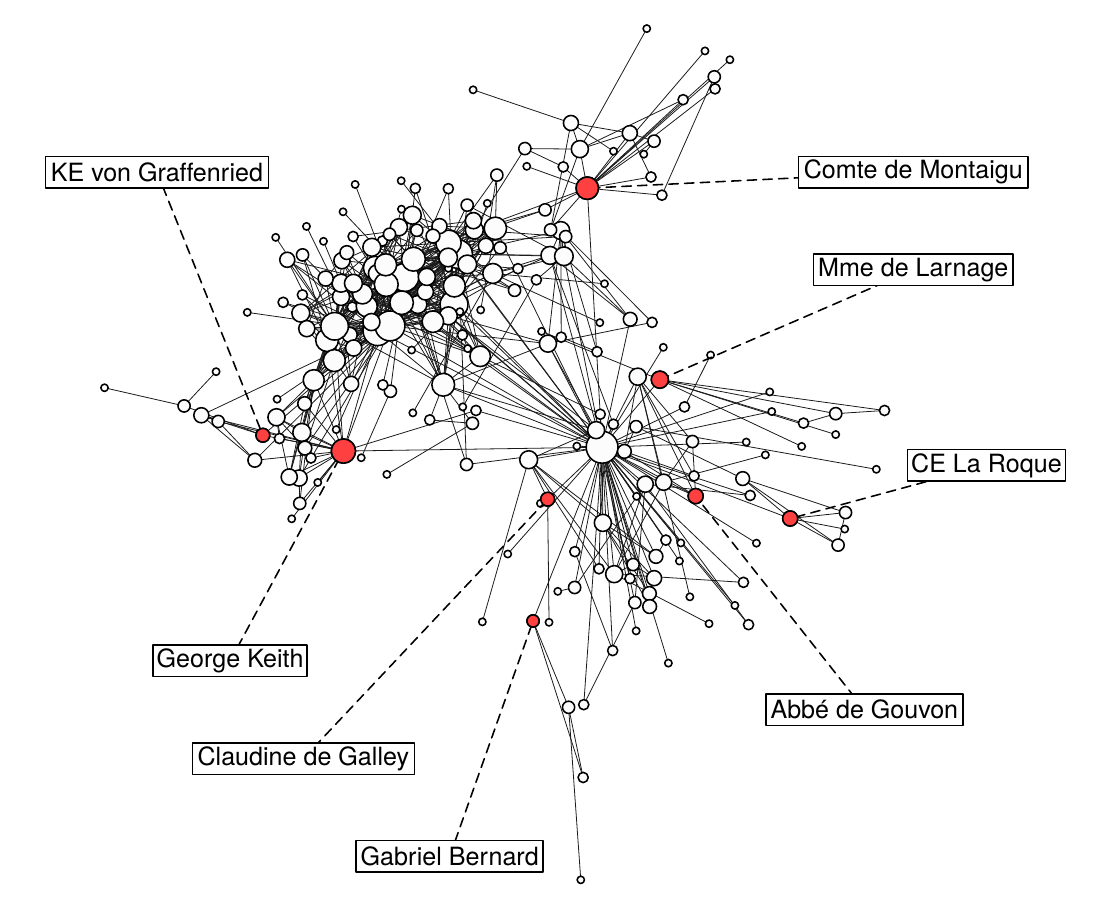 KE von Graffenried
Comte de Montaigu
Mme de Larnage
CE La Roque
George Keith
Abbé de Gouvon
Claudine de Galley
Gabriel Bernard